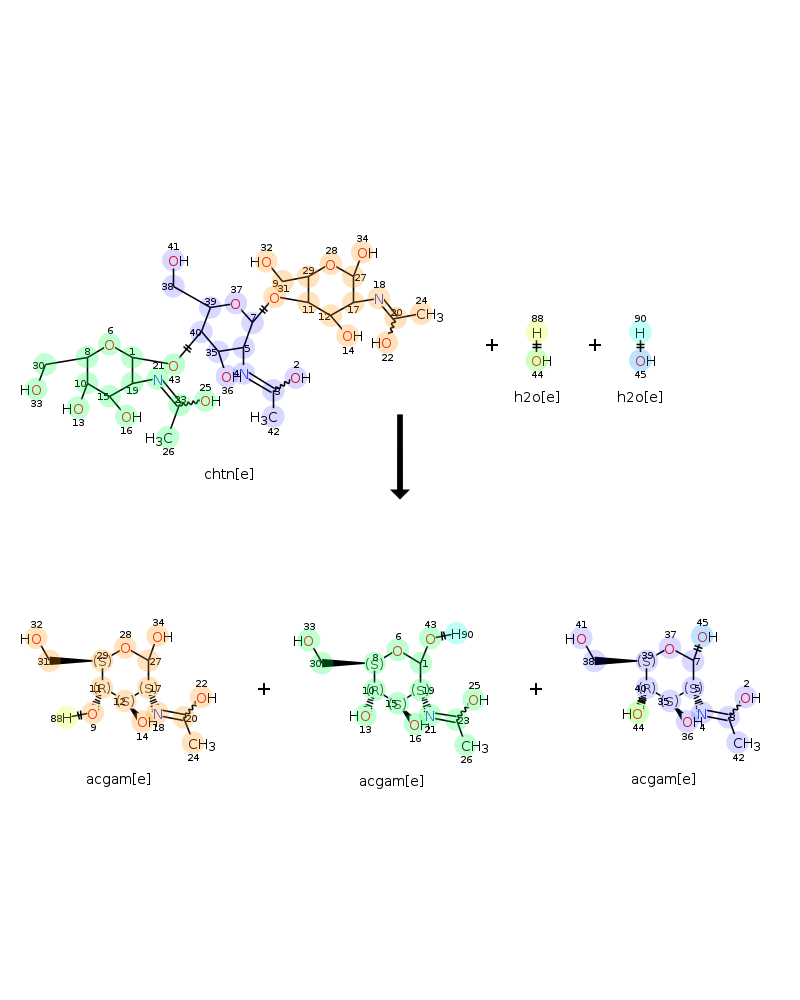 41
OH
38
39
37
O
7
40
35
5
OH
36
4
N
3
2
OH
H₃C
42
32
HO
31
9
O
29
28
O
34
OH
27
11
12
17
18
N
20
24
CH₃
HO
22
OH
14
6
O
8
1
30
HO
33
10
HO
13
15
OH
16
19
21
O
43
N
23
25
OH
H₃C
26
chtn[e]
+
88
H
OH
44
h2o[e]
+
90
H
OH
45
h2o[e]
32
HO
31
(S)
29
28
O
34
OH
27
(R)
11
(S)
12
(S)
17
88
H
O
9
OH
14
N
18
20
22
OH
CH₃
24
acgam[e]
+
33
HO
30
(S)
8
6
O
43
O
H
90
1
(R)
10
(S)
15
(S)
19
HO
13
OH
16
N
21
23
25
OH
CH₃
26
acgam[e]
+
41
HO
38
(S)
39
37
O
45
OH
7
(R)
40
(S)
35
(S)
5
HO
44
OH
36
N
4
3
2
OH
CH₃
42
acgam[e]